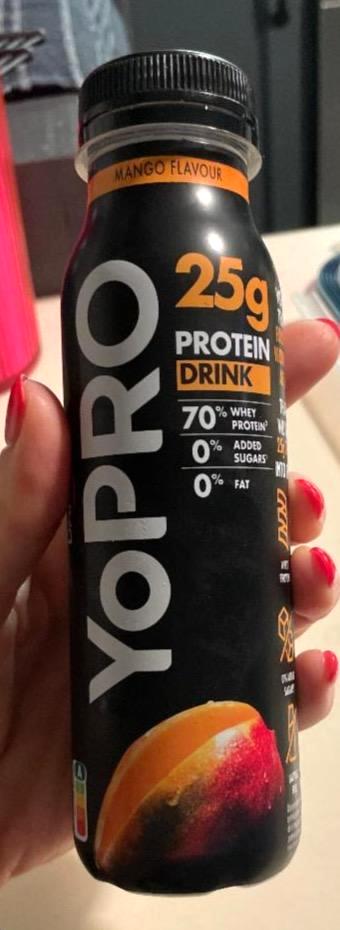 MANGO FLAVOUR
YoPRO
25g
PROTEIN
DRINK
70% WHEY
PROTEIN
0% ADDED
SUGARS
0% FAT
A